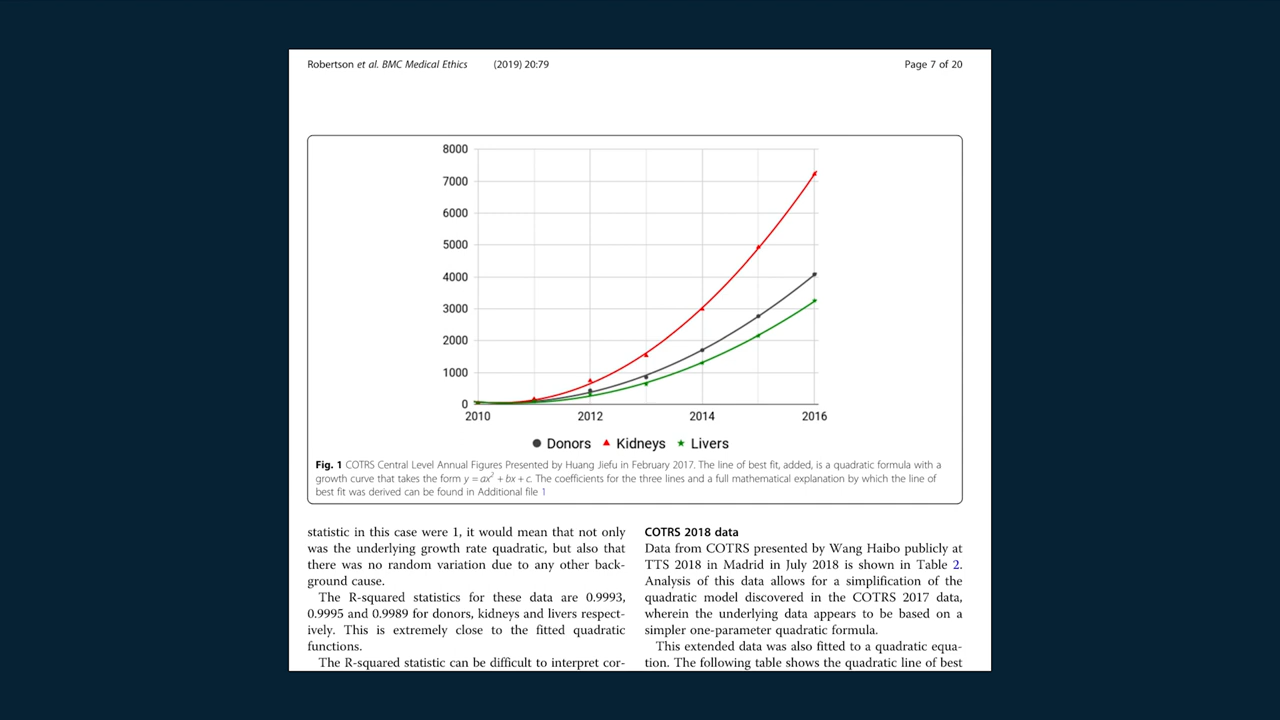 Robertson et al. BMC Medical Ethics (2019) 20:79 Page 7 of 20
8000
7000
6000
5000
4000
3000
2000
1000
0
2010 2012 2014 2016
Donors Kidneys Livers
Fig. 1 COTRS Central Level Annual Figures Presented by Huang Jiefu in February 2017. The line of best fit, added, is a quadratic formula with a
growth curve that takes the form y = ax² + bx + c. The coefficients for the three lines and a full mathematical explanation by which the line of
best fit was derived can be found in Additional file 1
statistic in this case were 1, it would mean that not only
was the underlying growth rate quadratic, but also that
there was no random variation due to any other back-
ground cause.
The R-squared statistics for these data are 0.9993,
0.9995 and 0.9989 for donors, kidneys and livers respect-
ively. This is extremely close to the fitted quadratic
functions.
The R-squared statistic can be difficult to interpret cor-
COTRS 2018 data
Data from COTRS presented by Wang Haibo publicly at
TTS 2018 in Madrid in July 2018 is shown in Table 2.
Analysis of this data allows for a simplification of the
quadratic model discovered in the COTRS 2017 data,
wherein the underlying data appears to be based on a
simpler one-parameter quadratic formula.
This extended data was also fitted to a quadratic equa-
tion. The following table shows the quadratic line of best